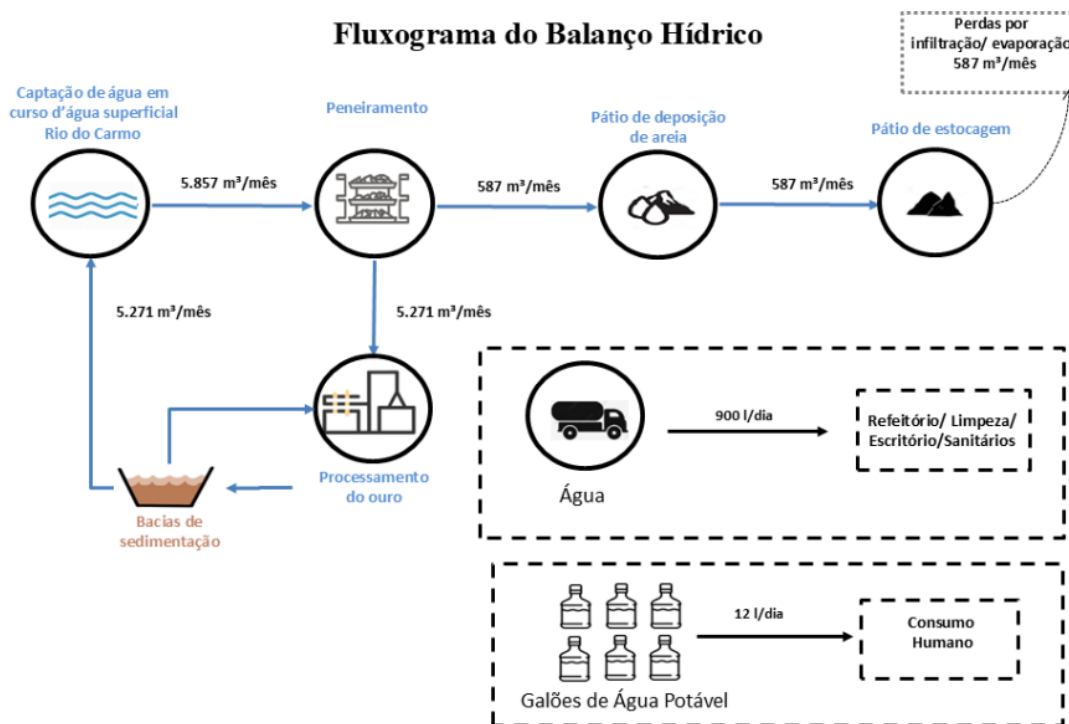 Fluxograma do Balanço Hídrico
Perdas por
infiltração/ evaporação
587 m³/mês
Captação de água em
curso d'água superficial
Rio do Carmo
Peneiramento
Pátio de deposição
de areia
Pátio de estocagem
5.857 m³/mês
587 m³/mês
587 m³/mês
5.271 m³/mês
5.271 m³/mês
Processamento
do ouro
Bacias de
sedimentação
900 l/dia
Refeitório/ Limpeza/
Escritório/Sanitários
Água
12 l/dia
Consumo
Humano
Galões de Água Potável